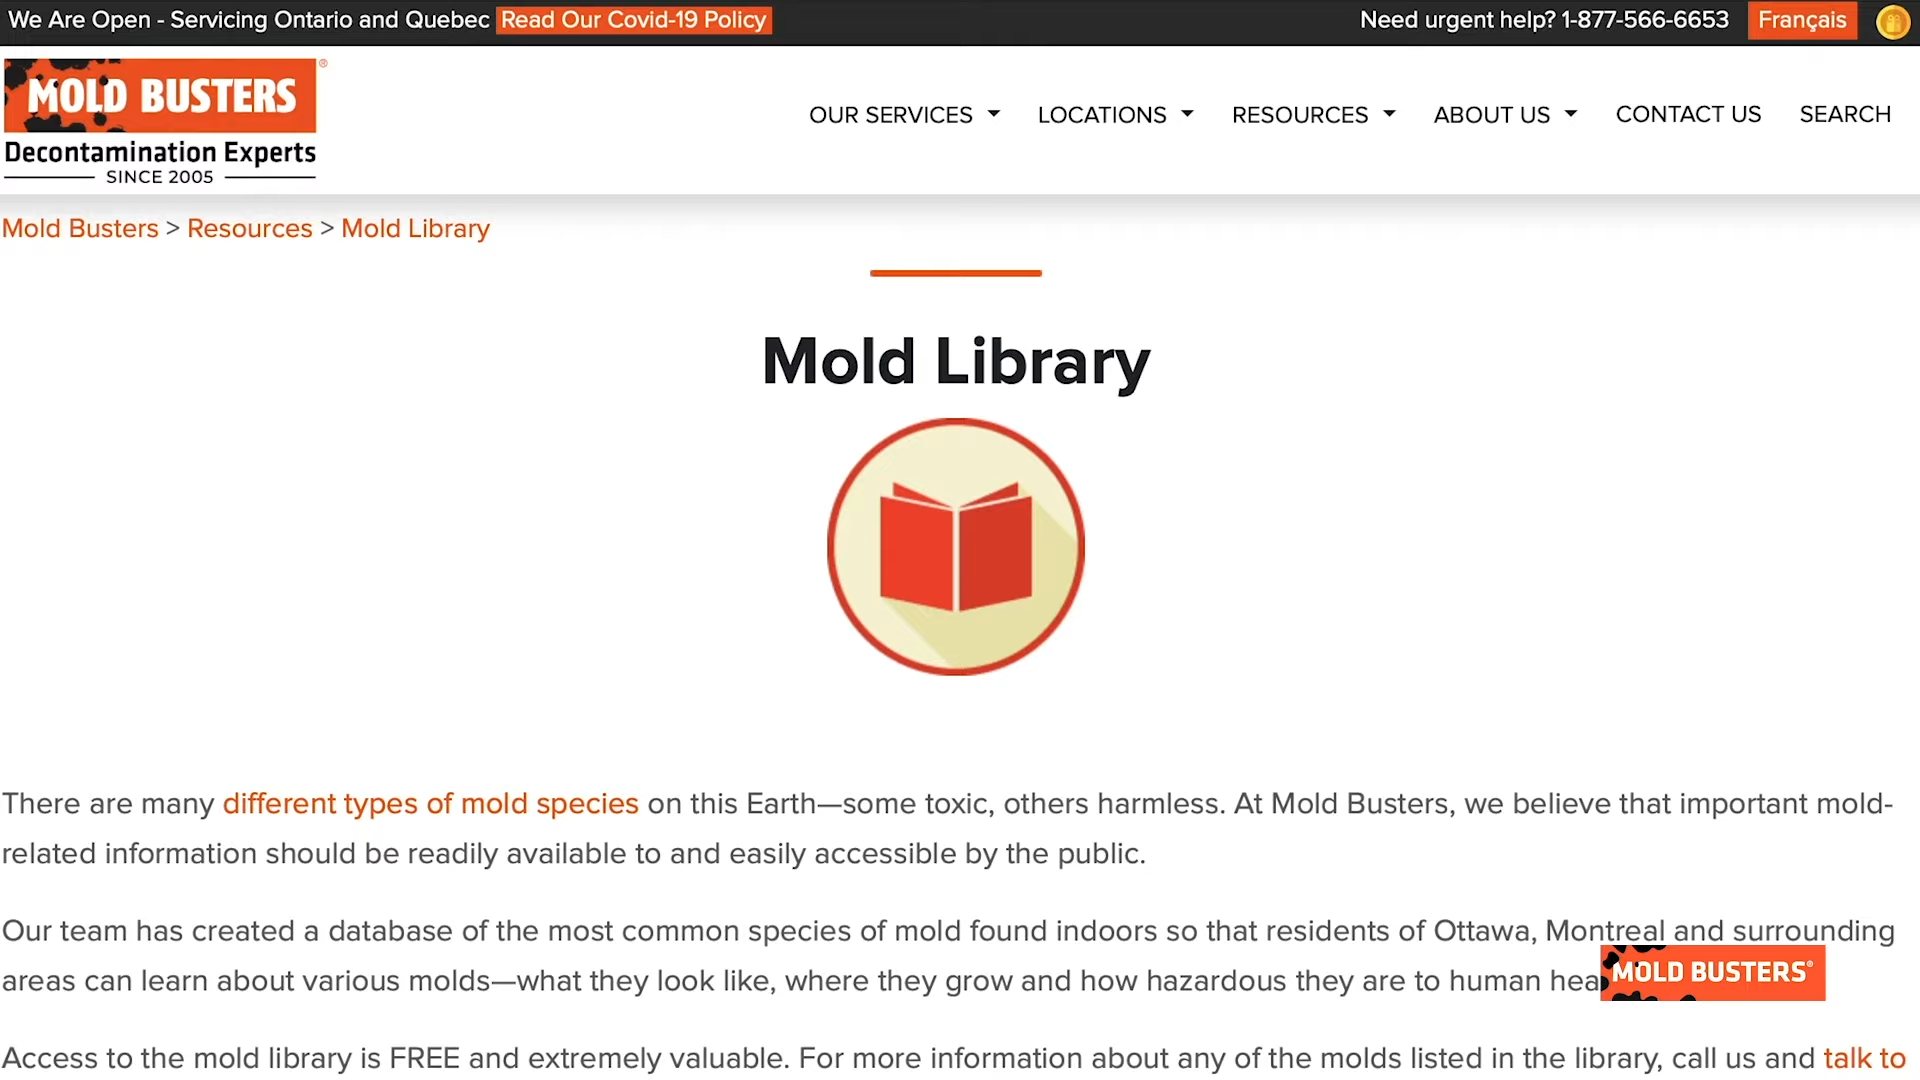 We Are Open - Servicing Ontario and Quebec Read Our Covid-19 Policy
Need urgent help? 1-877-566-6653 Français
MOLD BUSTERS®
Decontamination Experts
SINCE 2005
OUR SERVICES LOCATIONS RESOURCES ABOUT US CONTACT US SEARCH
Mold Busters > Resources > Mold Library
Mold Library
There are many different types of mold species on this Earth—some toxic, others harmless. At Mold Busters, we believe that important mold-
related information should be readily available to and easily accessible by the public.
Our team has created a database of the most common species of mold found indoors so that residents of Ottawa, Montreal and surrounding
areas can learn about various molds—what they look like, where they grow and how hazardous they are to human hea
MOLD BUSTERS®
Access to the mold library is FREE and extremely valuable. For more information about any of the molds listed in the library, call us and talk to